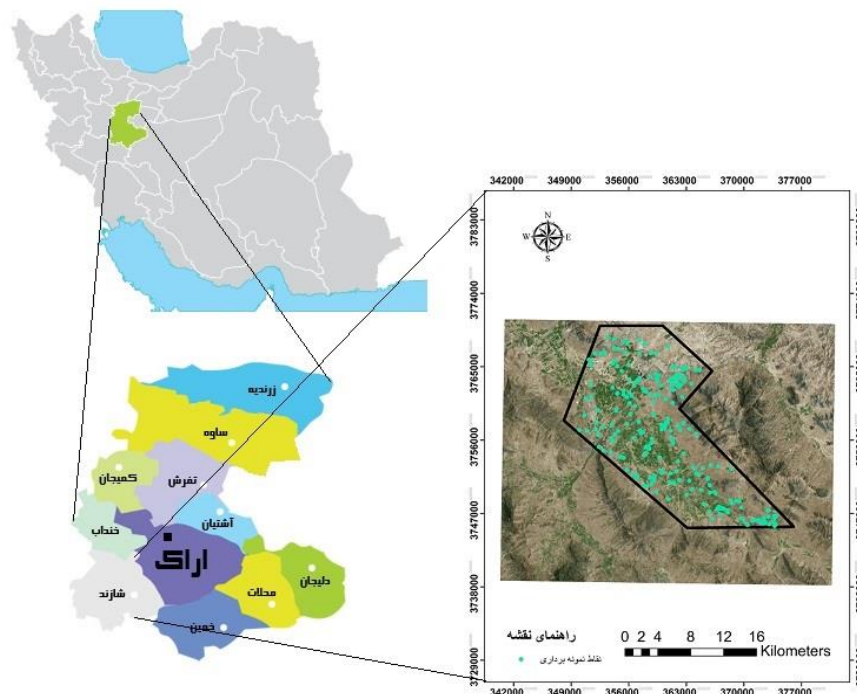 زرندیه
ساوه
کمیجان
تفرش
آشتیان
خنداب
اراک
دلیجان
شازند
محلات
خمین
342000 349000 356000 363000 370000 377000
N
W E
S
3783000
3774000
3765000
3756000
3747000
3738000
3729000
راهنمای نقشه
نقاط نمونه برداری
0 2 4 8 12 16
Kilometers
342000 349000 356000 363000 370000 377000